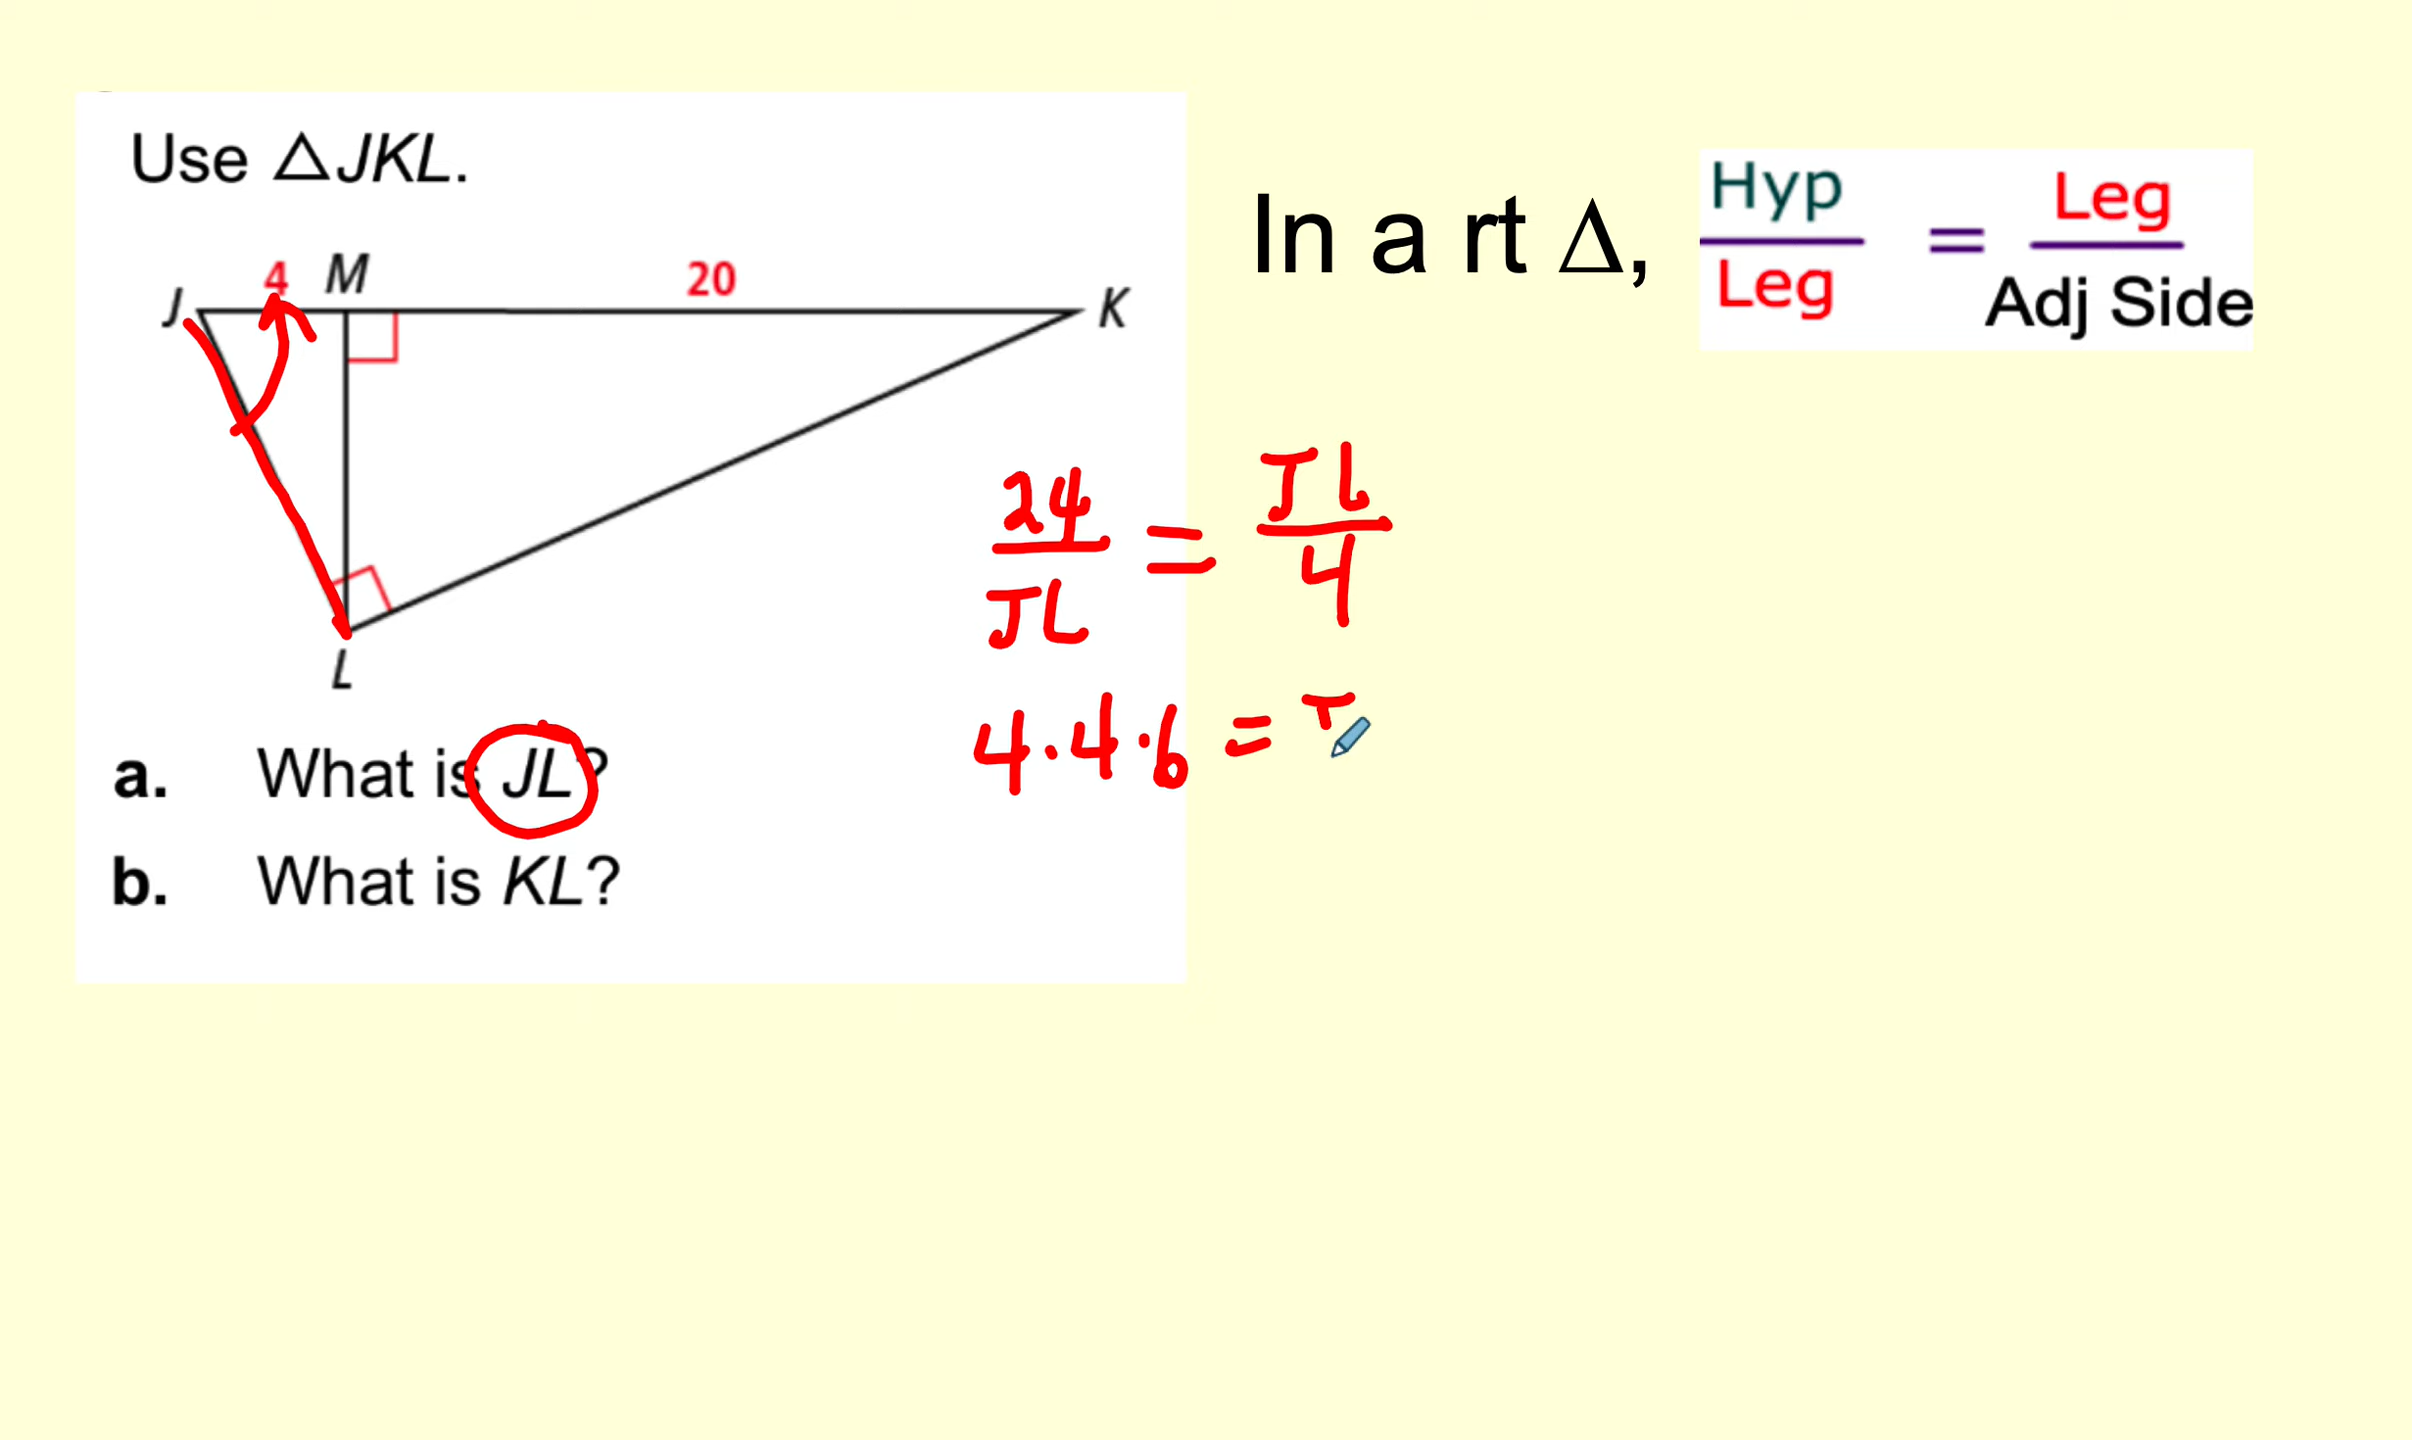 Use △JKL.
In a rt Δ,
Hyp
Leg
=
Leg
Adj Side
J 4 M 20 K
L
24
JL
=
JL
4
4·4·6 =
a. What is JL?
b. What is KL?